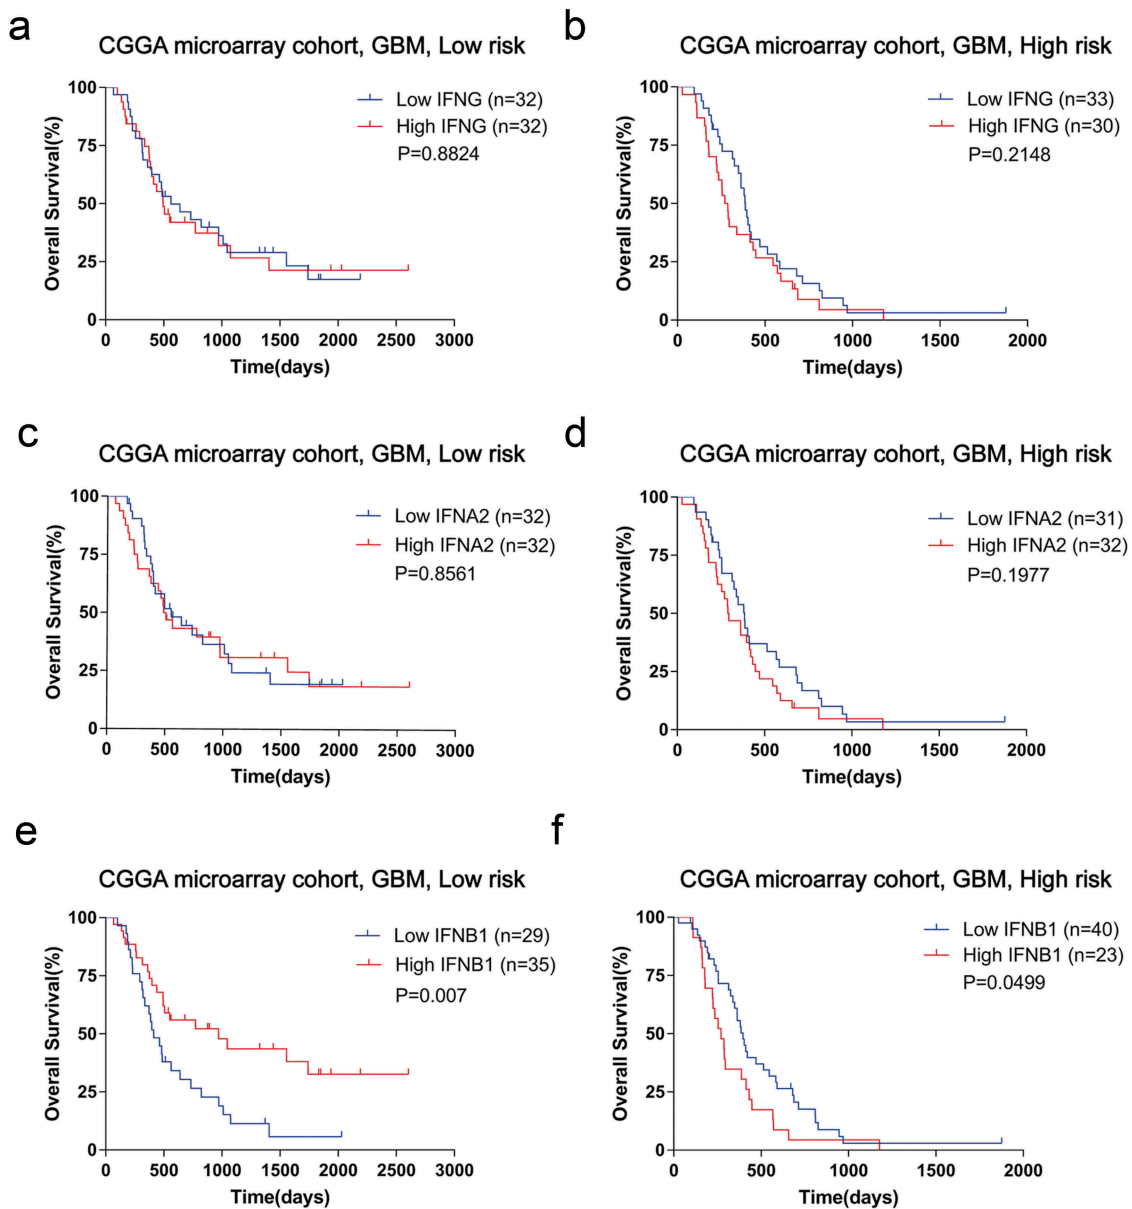 a
CGGA microarray cohort, GBM, Low risk
Low IFNG (n=32)
High IFNG (n=32)
P=0.8824
Overall Survival(%)
100
75
50
25
0
0 500 1000 1500 2000 2500 3000
Time(days)
b
CGGA microarray cohort, GBM, High risk
Low IFNG (n=33)
High IFNG (n=30)
P=0.2148
Overall Survival(%)
100
75
50
25
0
0 500 1000 1500 2000
Time(days)
c
CGGA microarray cohort, GBM, Low risk
Low IFNA2 (n=32)
High IFNA2 (n=32)
P=0.8561
Overall Survival(%)
100
75
50
25
0
0 500 1000 1500 2000 2500 3000
Time(days)
d
CGGA microarray cohort, GBM, High risk
Low IFNA2 (n=31)
High IFNA2 (n=32)
P=0.1977
Overall Survival(%)
100
75
50
25
0
0 500 1000 1500 2000
Time(days)
e
CGGA microarray cohort, GBM, Low risk
Low IFNB1 (n=29)
High IFNB1 (n=35)
P=0.007
Overall Survival(%)
100
75
50
25
0
0 500 1000 1500 2000 2500 3000
Time(days)
f
CGGA microarray cohort, GBM, High risk
Low IFNB1 (n=40)
High IFNB1 (n=23)
P=0.0499
Overall Survival(%)
100
75
50
25
0
0 500 1000 1500 2000
Time(days)